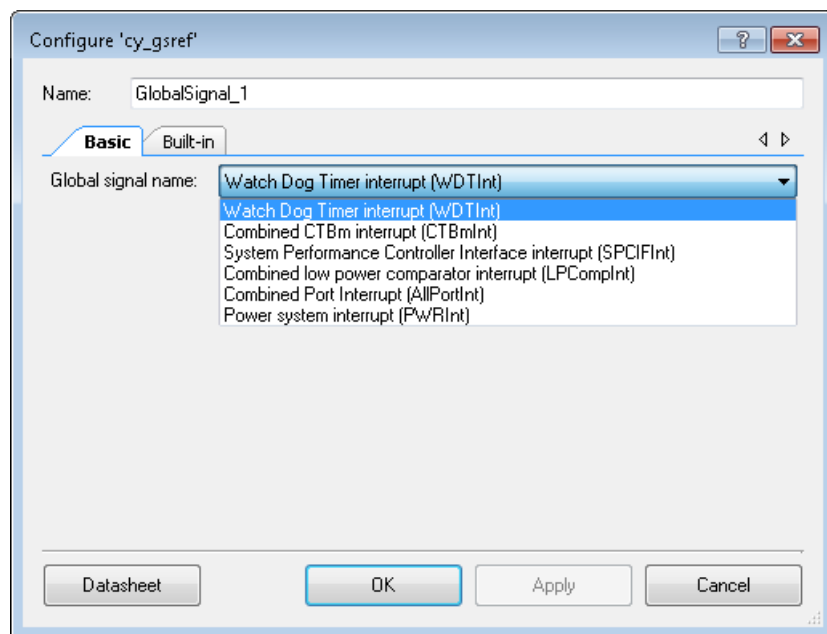 Configure 'cy_gsref'
Name: GlobalSignal_1
Basic Built-in
Global signal name: Watch Dog Timer interrupt (WDTInt)
Watch Dog Timer interrupt (WDTInt)
Combined CTBm interrupt (CTBmInt)
System Performance Controller Interface interrupt (SPCIFInt)
Combined low power comparator interrupt (LPCompInt)
Combined Port Interrupt (AllPortInt)
Power system interrupt (PWRInt)
Datasheet OK Apply Cancel